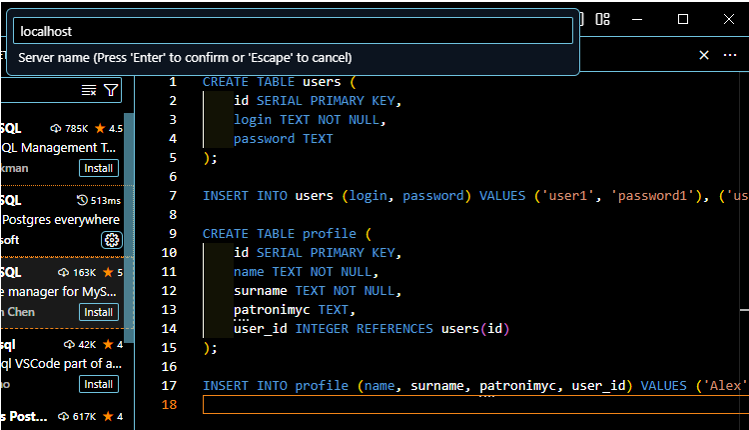 localhost
Server name (Press 'Enter' to confirm or 'Escape' to cancel)
SQL 785K 4.5
QL Management T...
kman Install
SQL 513ms
Postgres everywhere
soft
SQL 163K 5
e manager for MyS...
n Chen Install
sql 42K 4
ql VSCode part of a...
no Install
s Post... 617K 4
1 CREATE TABLE users (
2 id SERIAL PRIMARY KEY,
3 login TEXT NOT NULL,
4 password TEXT
5 );
6
7 INSERT INTO users (login, password) VALUES ('user1', 'password1'), ('us
8
9 CREATE TABLE profile (
10 id SERIAL PRIMARY KEY,
11 name TEXT NOT NULL,
12 surname TEXT NOT NULL,
13 patronimyc TEXT,
14 user_id INTEGER REFERENCES users(id)
15 );
16
17 INSERT INTO profile (name, surname, patronimyc, user_id) VALUES ('Alex'
18